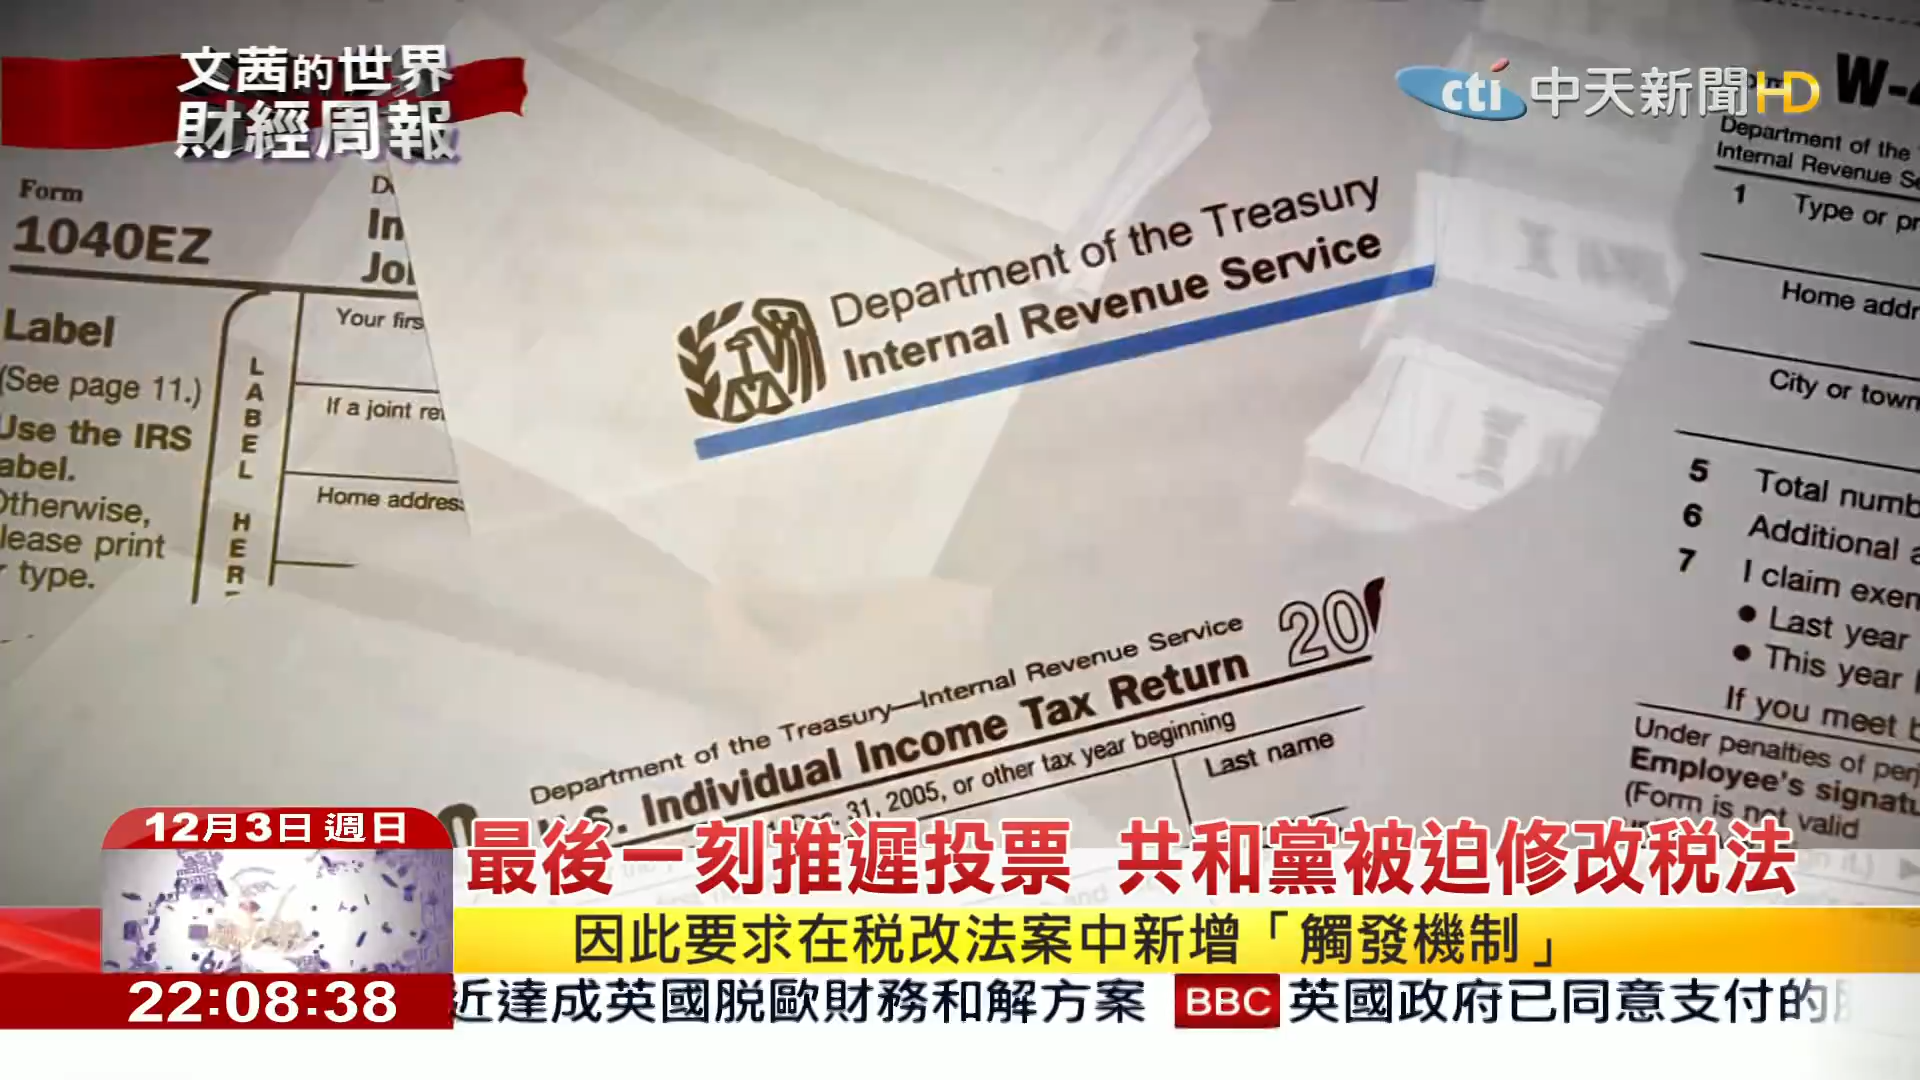 文茜的世界
財經周報
cti 中天新聞HD
Form
1040EZ
Label
(See page 11.)
Use the IRS
label.
Otherwise,
please print
or type.
LABEL HER
Your firs
If a joint re
Home address
Department of the Treasury
Internal Revenue Service
W-4
Department of the
Internal Revenue Se
1 Type or pr
Home addr
City or town
5 Total numb
6 Additional a
7 I claim exem
Last year
This year
If you meet b
Under penalties of perj
Employee's signatu
(Form is not valid
Department of the Treasury—Internal Revenue Service
U.S. Individual Income Tax Return 20
31, 2005, or other tax year beginning
Last name
12月3日 週日
最後一刻推遲投票 共和黨被迫修改税法
因此要求在税改法案中新增「觸發機制」
22:08:38
近達成英國脫歐財務和解方案 BBC 英國政府已同意支付的